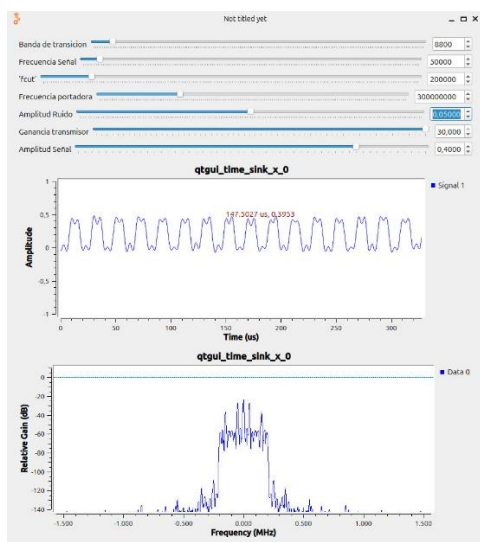 Not titled yet
Banda de transicion 8800
Frecuencia Señal 50000
'Fcut' 200000
Frecuencia portadora 300000000
Amplitud Ruido 0,05000
Ganancia transmisor 30,000
Amplitud Señal 0,4000
qtgui_time_sink_x_0
Signal 1
147.5027 us, 0.3953
1
0,5
0
-0,5
-1
Amplitude
0 50 100 150 200 250 300
Time (us)
qtgui_time_sink_x_0
Data 0
0
-20
-40
-60
-80
-100
-120
-140
Relative Gain (dB)
-1.500 -1.000 -0.500 0.000 0.500 1.000 1.500
Frequency (MHz)